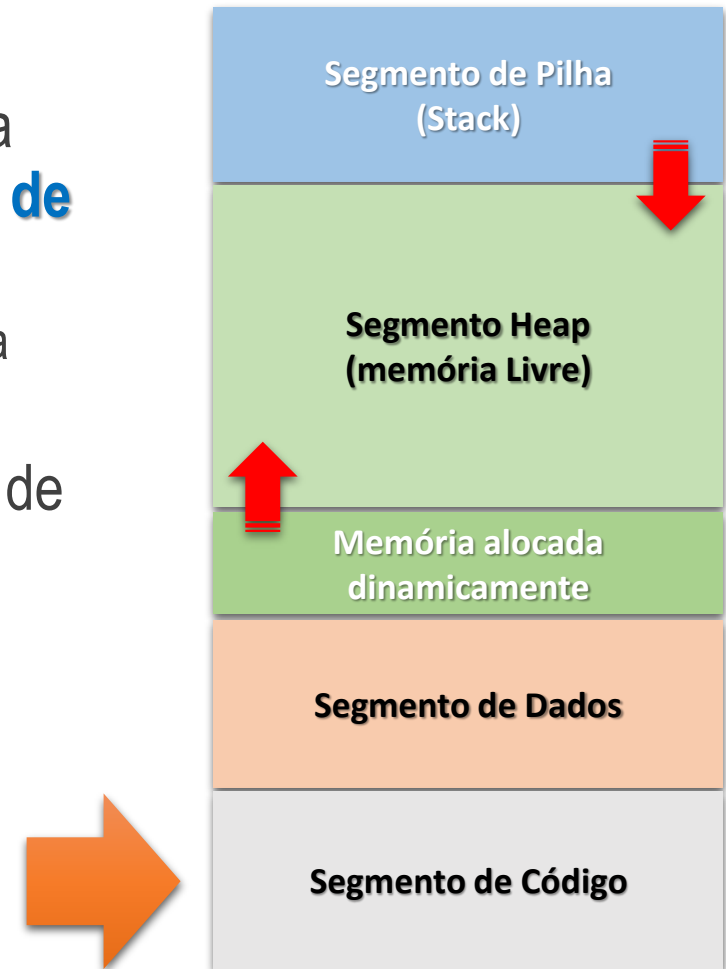 a
de
a
de
Segmento de Pilha
(Stack)
Segmento Heap
(memória Livre)
Memória alocada
dinamicamente
Segmento de Dados
Segmento de Código